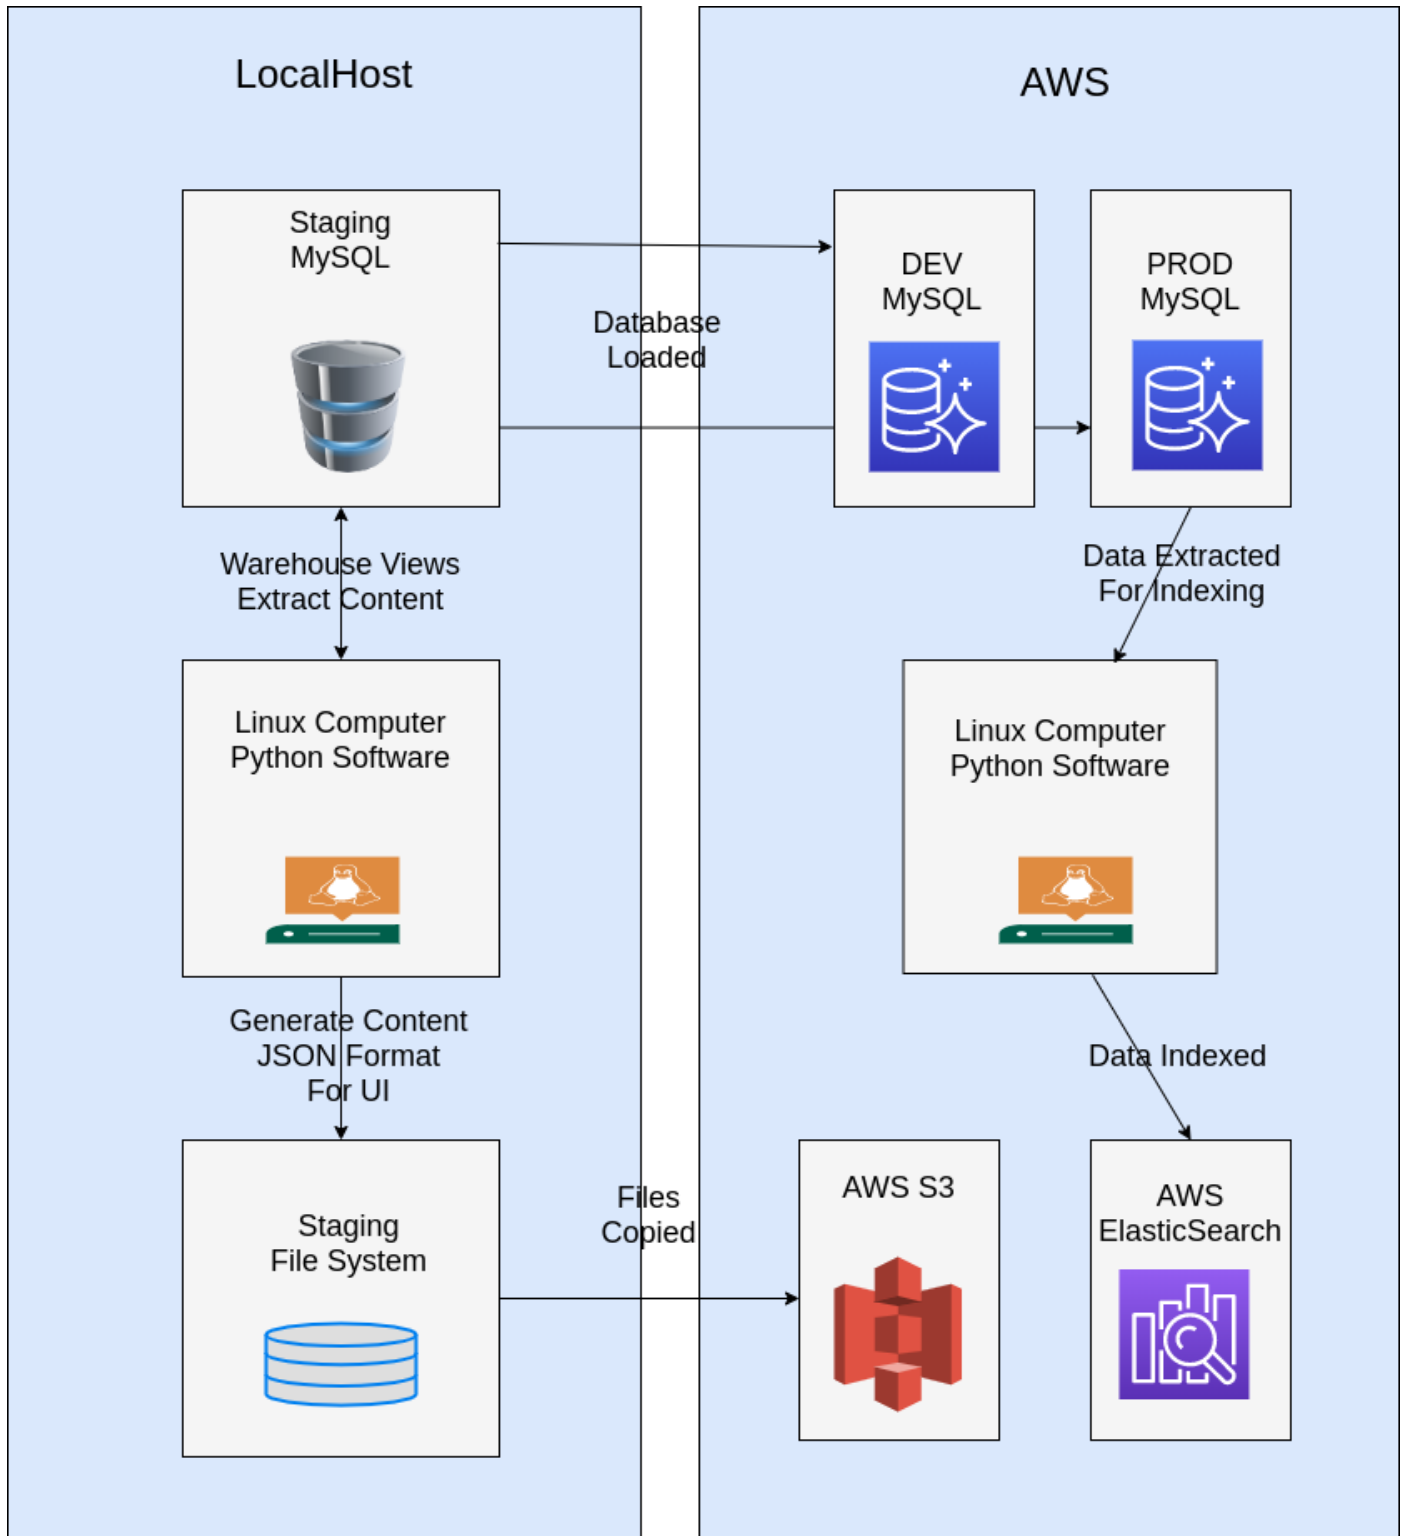 LocalHost
AWS
Staging
MySQL
DEV
MySQL
PROD
MySQL
Database
Loaded
Warehouse Views
Extract Content
Data Extracted
For Indexing
Linux Computer
Python Software
Linux Computer
Python Software
Generate Content
JSON Format
For UI
Data Indexed
Staging
File System
Files
Copied
AWS S3
AWS
ElasticSearch